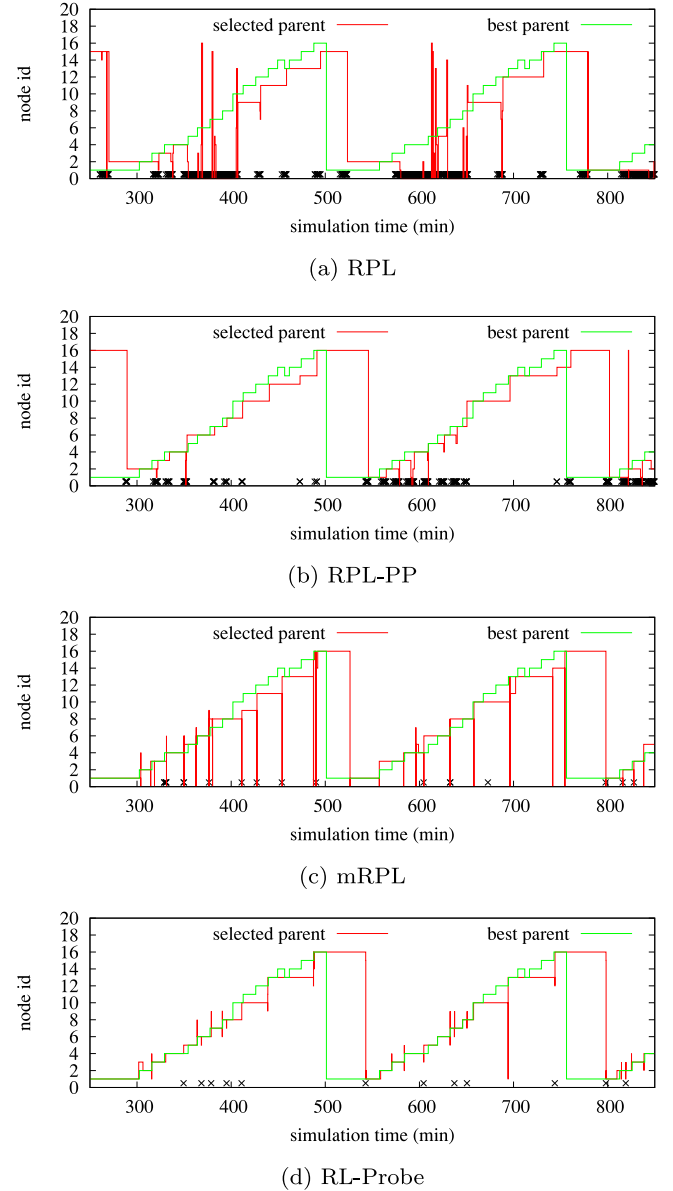 selected parent best parent
20
18
16
14
12
10
8
6
4
2
0
node id
300 400 500 600 700 800
simulation time (min)
(a) RPL
selected parent best parent
20
18
16
14
12
10
8
6
4
2
0
node id
300 400 500 600 700 800
simulation time (min)
(b) RPL-PP
selected parent best parent
20
18
16
14
12
10
8
6
4
2
0
node id
300 400 500 600 700 800
simulation time (min)
(c) mRPL
selected parent best parent
20
18
16
14
12
10
8
6
4
2
0
node id
300 400 500 600 700 800
simulation time (min)
(d) RL-Probe